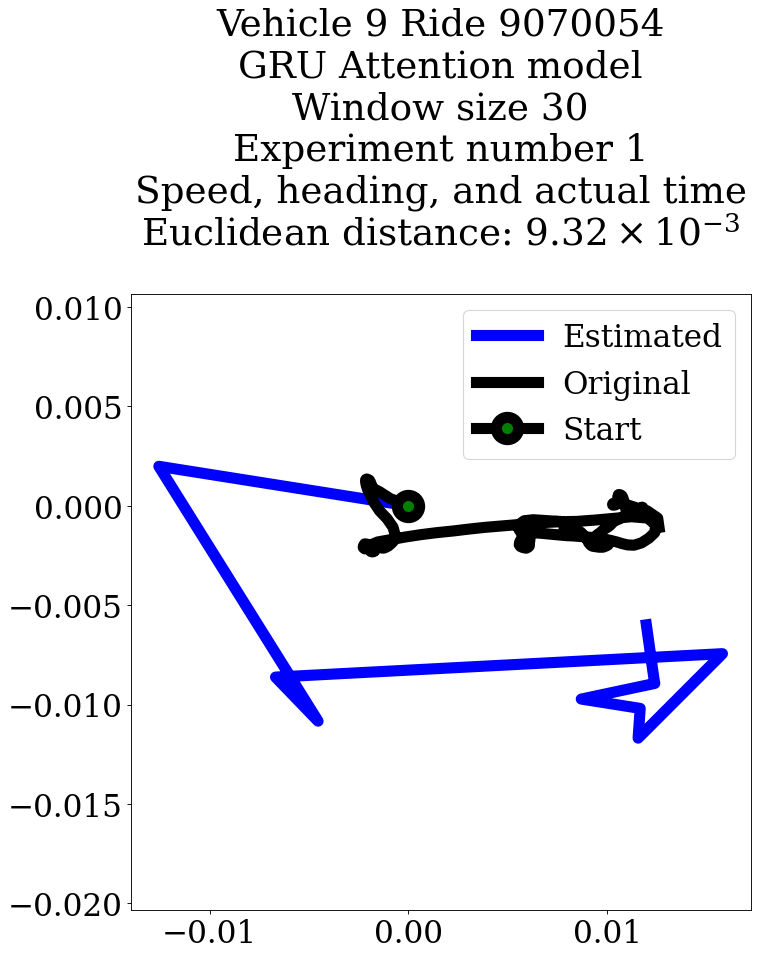 Vehicle 9 Ride 9070054
GRU Attention model
Window size 30
Experiment number 1
Speed, heading, and actual time
Euclidean distance: 9.32 × 10⁻³
Estimated
Original
Start
0.010
0.005
0.000
−0.005
−0.010
−0.015
−0.020
−0.01 0.00 0.01